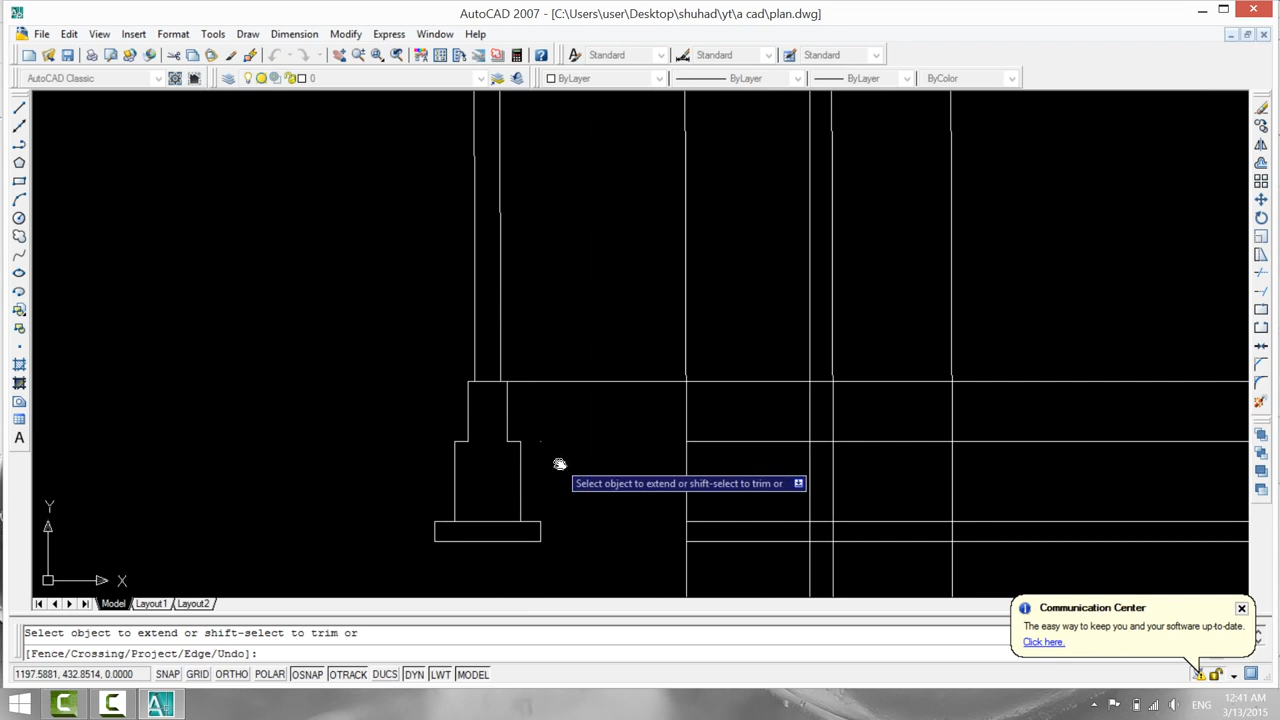 AutoCAD 2007 - [C:\Users\user\Desktop\shuhad\yt\a cad\plan.dwg]
File Edit View Insert Format Tools Draw Dimension Modify Express Window Help
Standard Standard Standard
AutoCAD Classic 0 ByLayer ByLayer ByLayer ByColor
A
Select object to extend or shift-select to trim or
Y
X
Model Layout1 Layout2
Communication Center
The easy way to keep you and your software up-to-date.
Click here.
Select object to extend or shift-select to trim or
[Fence/Crossing/Project/Edge/Undo]:
1197.5881, 432.8514, 0.0000 SNAP GRID ORTHO POLAR OSNAP OTRACK DUCS DYN LWT MODEL
ENG
12:41 AM
3/13/2015